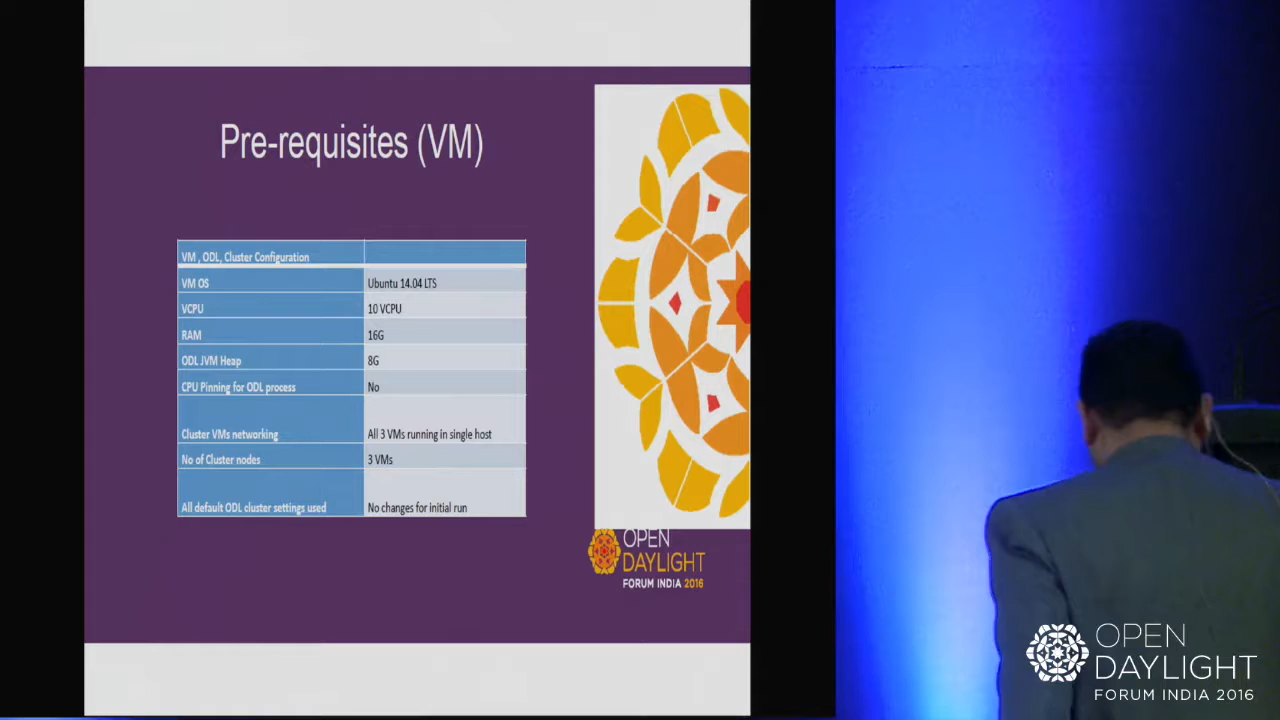 Pre-requisites (VM)
VM , ODL, Cluster Configuration
VM OS Ubuntu 14.04 LTS
VCPU 10 VCPU
RAM 16G
ODL JVM Heap 8G
CPU Pinning for ODL process No
Cluster VMs networking All 3 VMs running in single host
No of Cluster nodes 3 VMs
All default ODL cluster settings used No changes for initial run
OPEN
DAYLIGHT
FORUM INDIA 2016
OPEN
DAYLIGHT
FORUM INDIA 2016